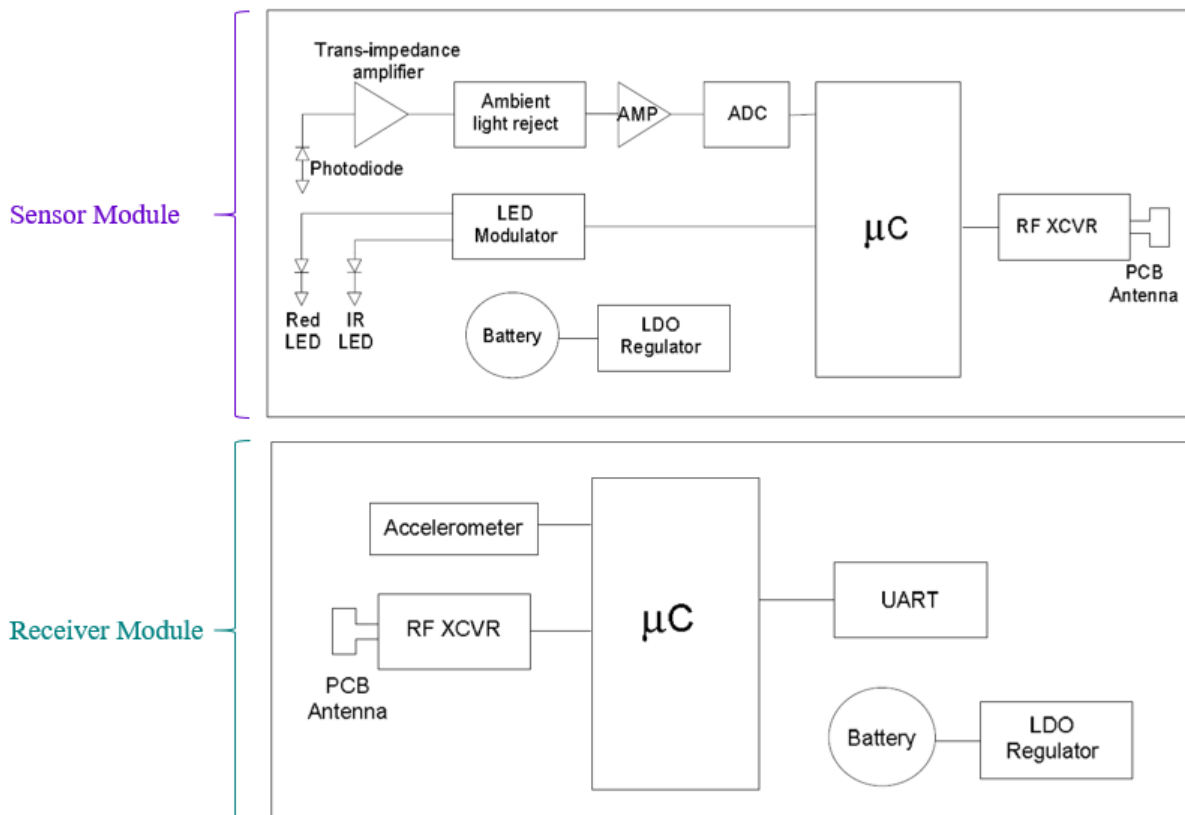 Trans-impedance
amplifier
Ambient
light reject
AMP
ADC
Photodiode
Sensor Module
LED
Modulator
μC
RF XCVR
PCB
Antenna
Red
LED
IR
LED
Battery
LDO
Regulator
Accelerometer
μC
UART
Receiver Module
RF XCVR
PCB
Antenna
Battery
LDO
Regulator